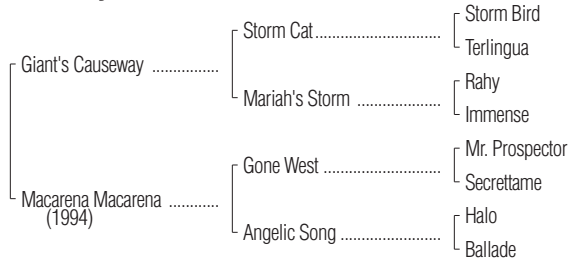 Storm Bird
Storm Cat
Terlingua
Giant's Causeway
Rahy
Mariah's Storm
Immense
Mr. Prospector
Gone West
Secrettame
Macarena Macarena
(1994)
Halo
Angelic Song
Ballade